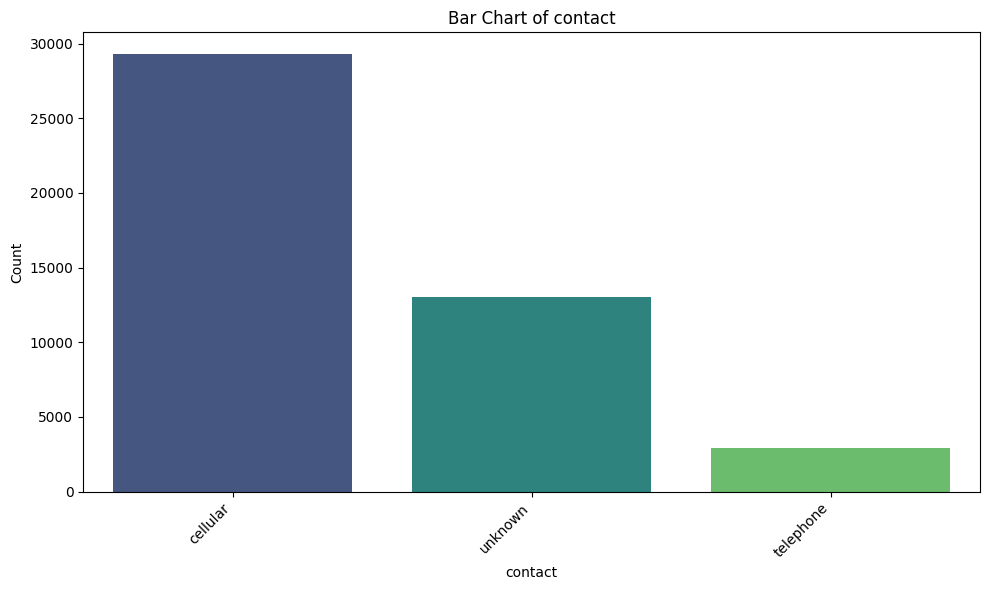 Bar Chart of contact
Count
30000
25000
20000
15000
10000
5000
0
cellular
unknown
telephone
contact